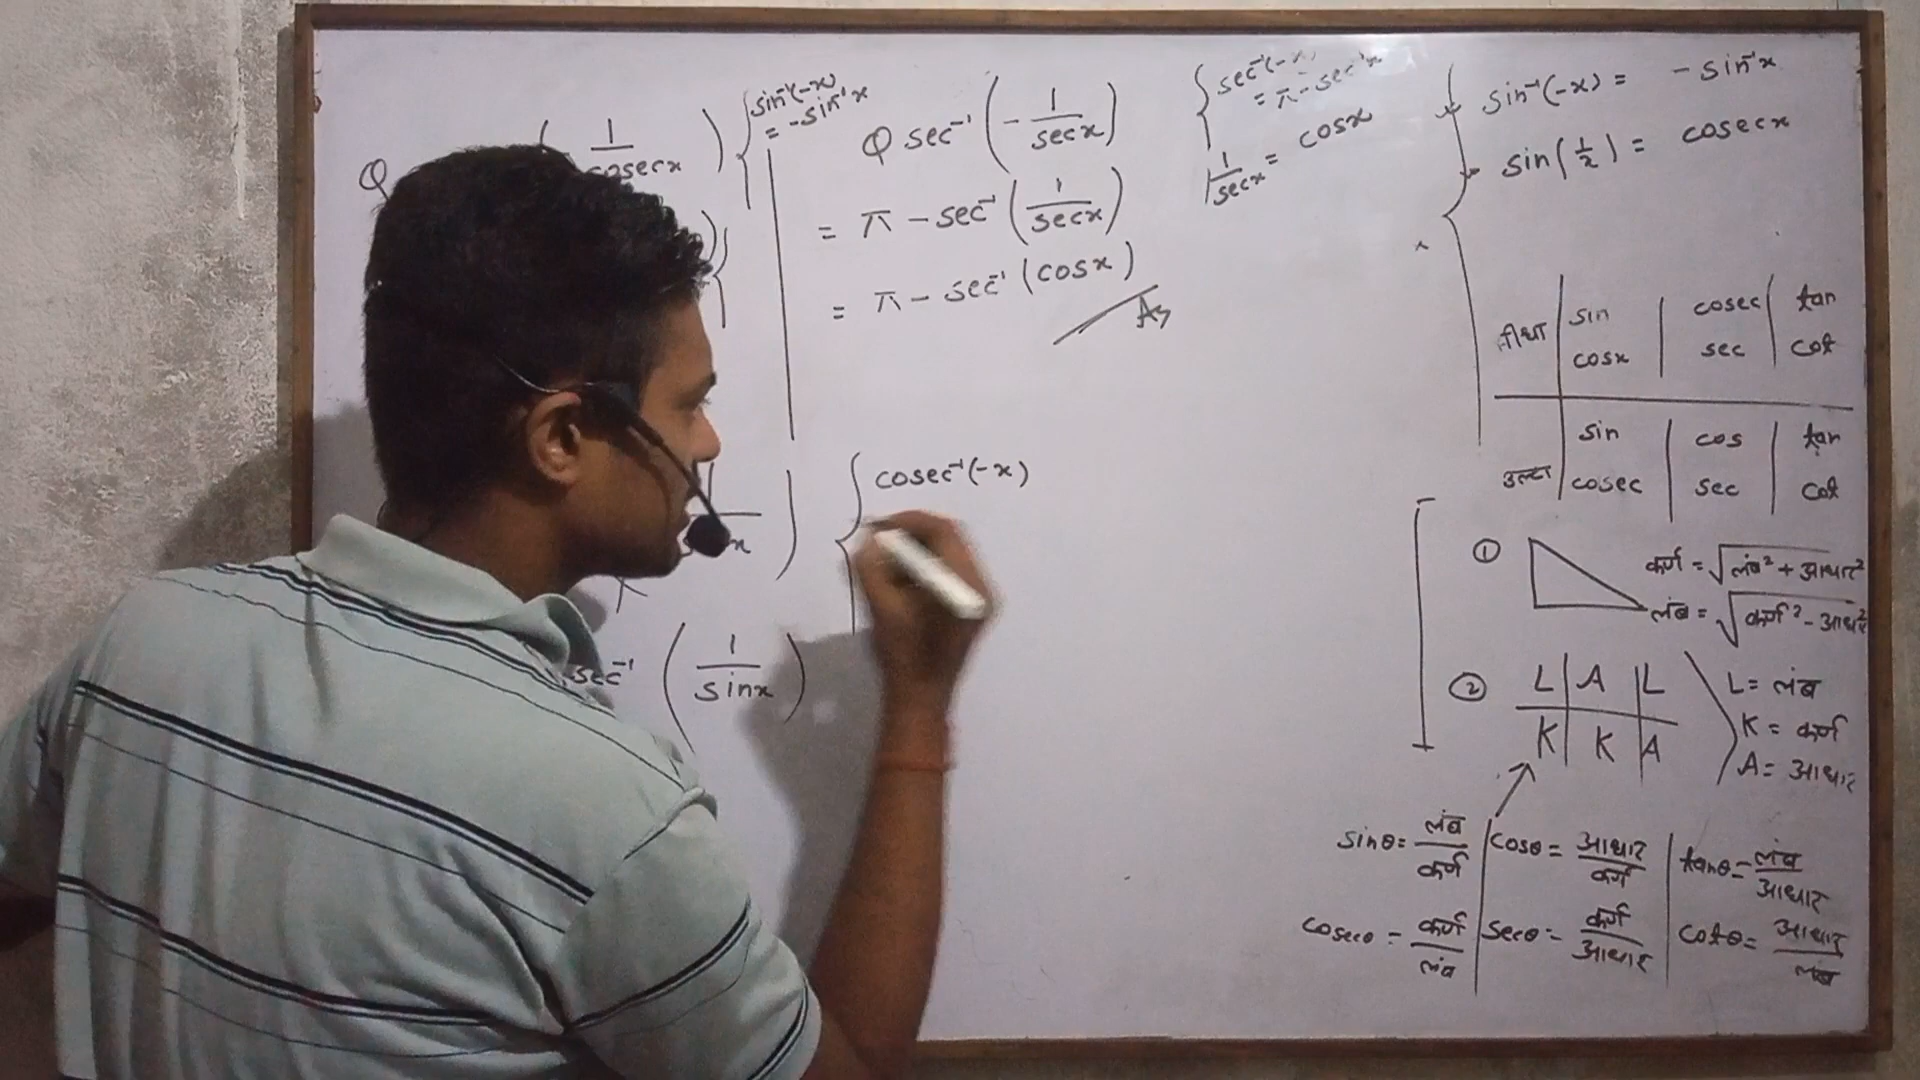 Q
( 1 / cosecx )
sin⁻¹(-x)
= -sin⁻¹x
Q sec⁻¹ ( - 1 / secx )
= π - sec⁻¹ ( 1 / secx )
= π - sec⁻¹ (cosx)
sec⁻¹(-x)
= π - sec⁻¹x
1 / secx = cosx
cosec⁻¹(-x)
sec⁻¹ ( 1 / sinx )
sin⁻¹(-x) = -sin⁻¹x
sin( 1 / x ) = cosecx
sin | cosec | tan
cosx | sec | cot
sin | cos | tan
उल्टा | cosec | sec | cot
① कर्ण = √लंब² + आधार²
लंब = √कर्ण² - आधार²
② L | A | L
K | K | A
L = लंब
K = कर्ण
A = आधार
sinθ = लंब / कर्ण | cosθ = आधार / कर्ण | tanθ = लंब / आधार
cosecθ = कर्ण / लंब | secθ = कर्ण / आधार | cotθ = आधार / लंब